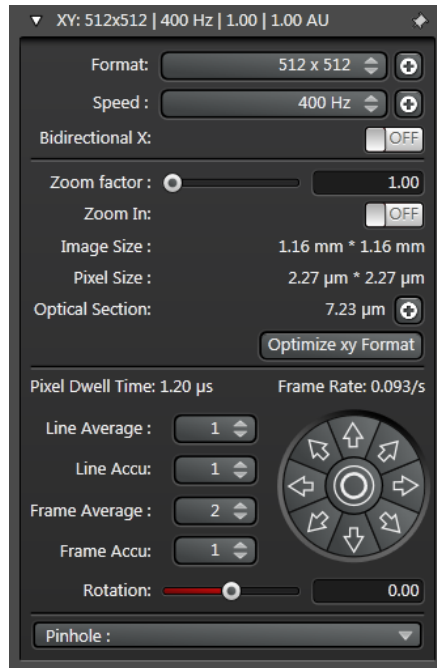 XY: 512x512 | 400 Hz | 1.00 | 1.00 AU
Format: 512 x 512
Speed : 400 Hz
Bidirectional X: OFF
Zoom factor : 1.00
Zoom In: OFF
Image Size : 1.16 mm * 1.16 mm
Pixel Size : 2.27 µm * 2.27 µm
Optical Section: 7.23 µm
Optimize xy Format
Pixel Dwell Time: 1.20 µs Frame Rate: 0.093/s
Line Average : 1
Line Accu: 1
Frame Average : 2
Frame Accu: 1
Rotation: 0.00
Pinhole :